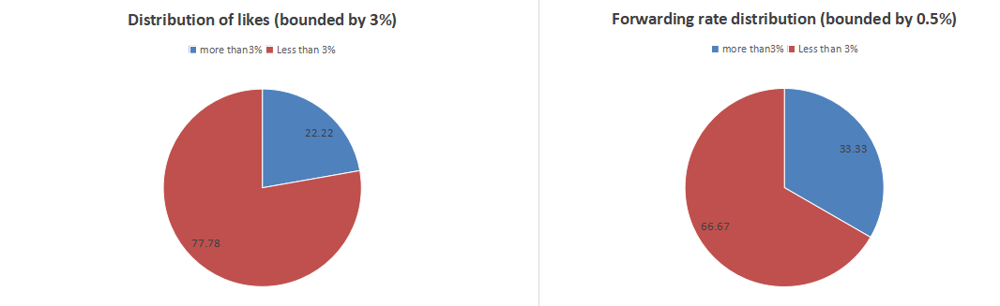 Distribution of likes (bounded by 3%)
more than3% Less than 3%
22.22
77.78
Forwarding rate distribution (bounded by 0.5%)
more than3% Less than 3%
33.33
66.67